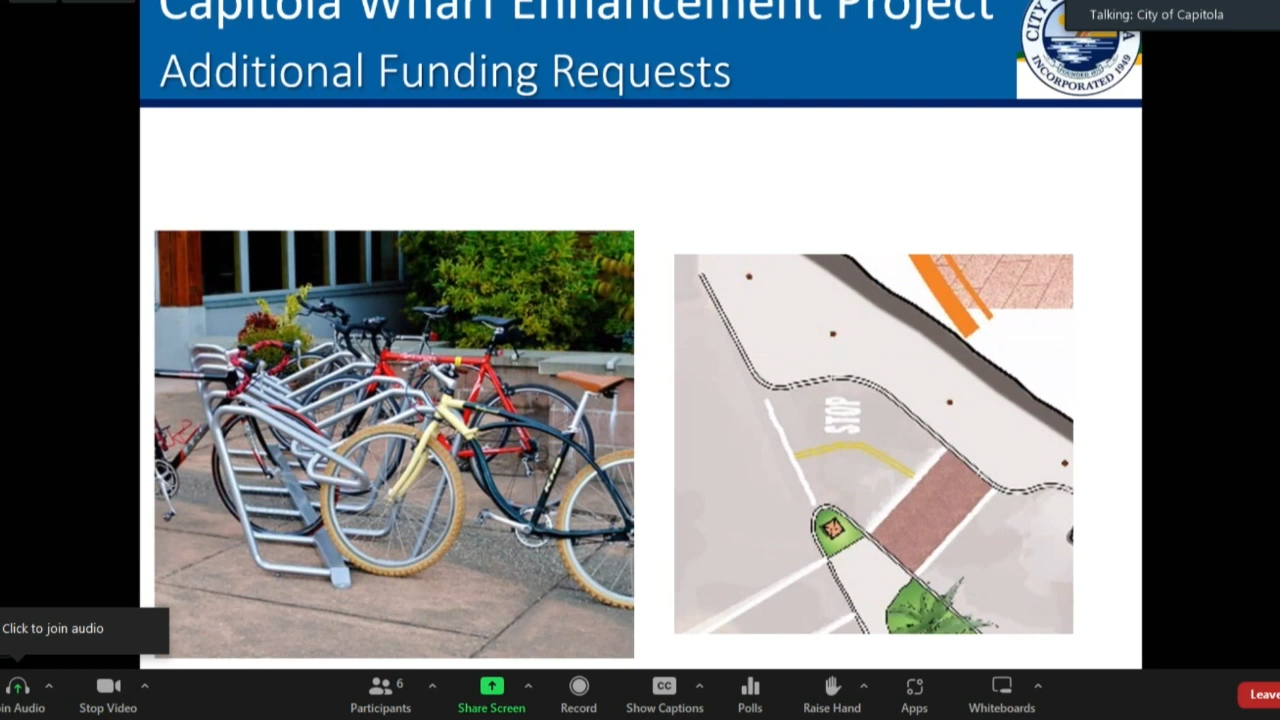 Capitola Wharf Enhancement Project
Additional Funding Requests
Talking: City of Capitola
CITY
A
INCORPORATED 1949
STOP
Click to join audio
in Audio
Stop Video
Participants
6
Share Screen
Record
CC
Show Captions
Polls
Raise Hand
Apps
Whiteboards
Leave